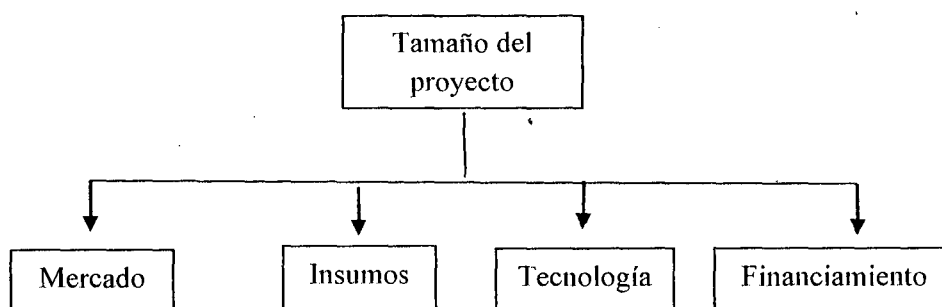 Tamaño del
proyecto
Mercado
Insumos
Tecnología
Financiamiento